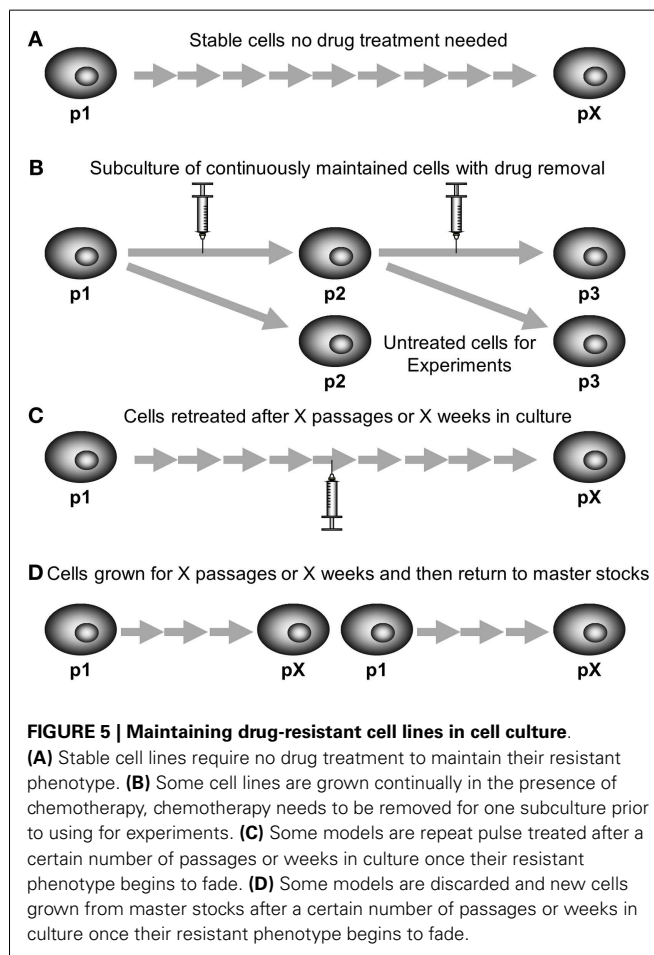 A Stable cells no drug treatment needed
p1 pX
B Subculture of continuously maintained cells with drug removal
p1 p2 p3
Untreated cells for
Experiments
p2 p3
C Cells retreated after X passages or X weeks in culture
p1 pX
D Cells grown for X passages or X weeks and then return to master stocks
p1 pX p1 pX
FIGURE 5 | Maintaining drug-resistant cell lines in cell culture.
(A) Stable cell lines require no drug treatment to maintain their resistant
phenotype. (B) Some cell lines are grown continually in the presence of
chemotherapy, chemotherapy needs to be removed for one subculture prior
to using for experiments. (C) Some models are repeat pulse treated after a
certain number of passages or weeks in culture once their resistant
phenotype begins to fade. (D) Some models are discarded and new cells
grown from master stocks after a certain number of passages or weeks in
culture once their resistant phenotype begins to fade.